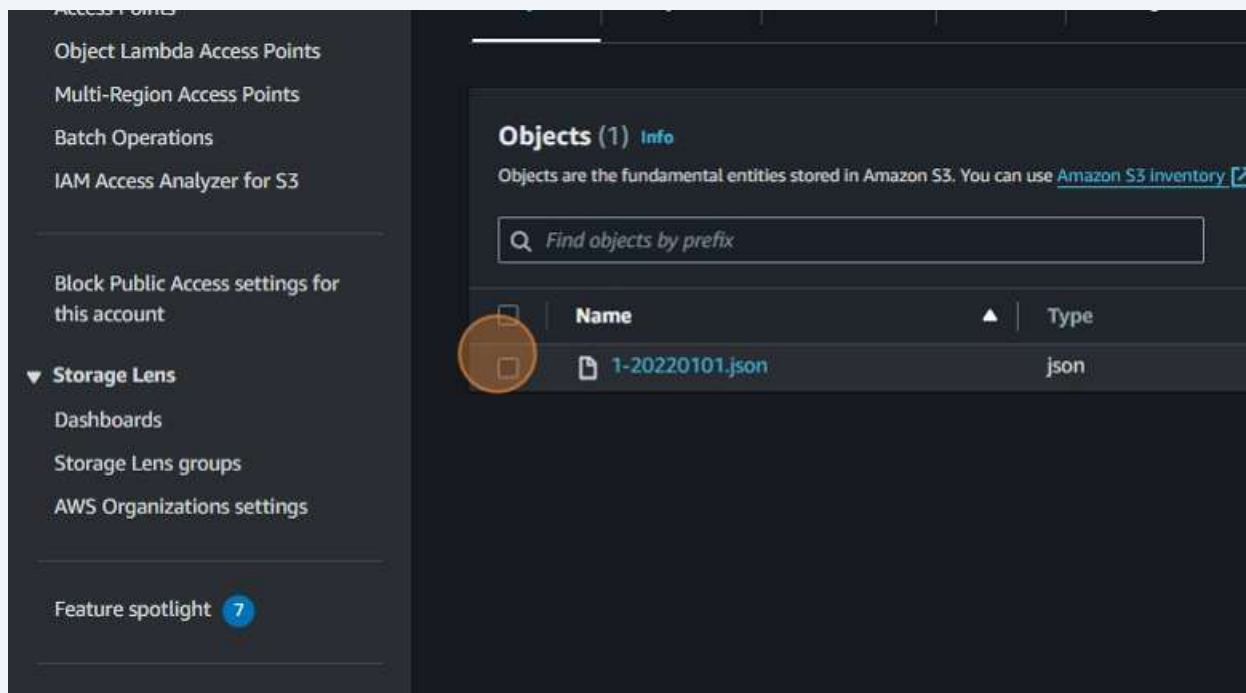 Access Points
Object Lambda Access Points
Multi-Region Access Points
Batch Operations
IAM Access Analyzer for S3
Block Public Access settings for
this account
▼ Storage Lens
Dashboards
Storage Lens groups
AWS Organizations settings
Feature spotlight 7
Objects (1) Info
Objects are the fundamental entities stored in Amazon S3. You can use Amazon S3 inventory
Find objects by prefix
Name ▲ Type
1-20220101.json json